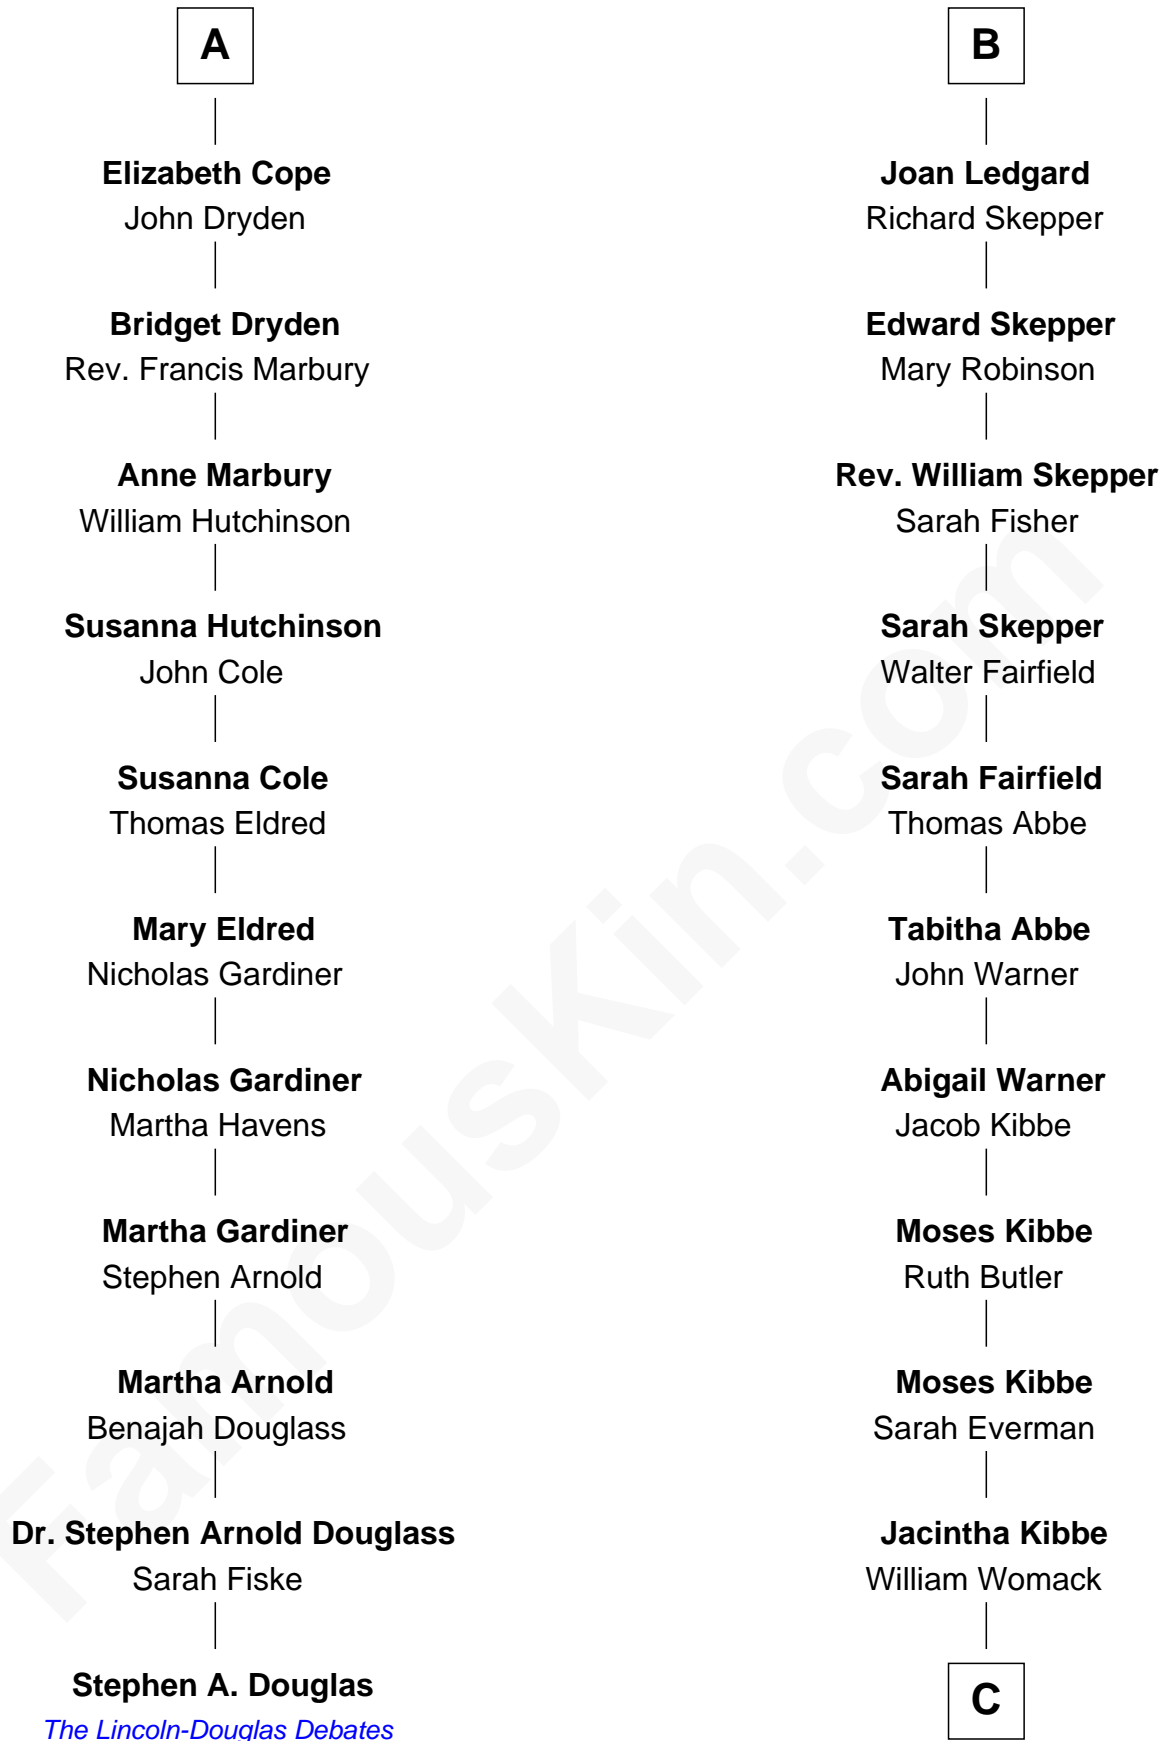 A
Elizabeth Cope
John Dryden
Bridget Dryden
Rev. Francis Marbury
Anne Marbury
William Hutchinson
Susanna Hutchinson
John Cole
Susanna Cole
Thomas Eldred
Mary Eldred
Nicholas Gardiner
Nicholas Gardiner
Martha Havens
Martha Gardiner
Stephen Arnold
Martha Arnold
Benajah Douglass
Dr. Stephen Arnold Douglass
Sarah Fiske
Stephen A. Douglas
The Lincoln-Douglas Debates
B
Joan Ledgard
Richard Skepper
Edward Skepper
Mary Robinson
Rev. William Skepper
Sarah Fisher
Sarah Skepper
Walter Fairfield
Sarah Fairfield
Thomas Abbe
Tabitha Abbe
John Warner
Abigail Warner
Jacob Kibbe
Moses Kibbe
Ruth Butler
Moses Kibbe
Sarah Everman
Jacintha Kibbe
William Womack
C
FamousKin.com